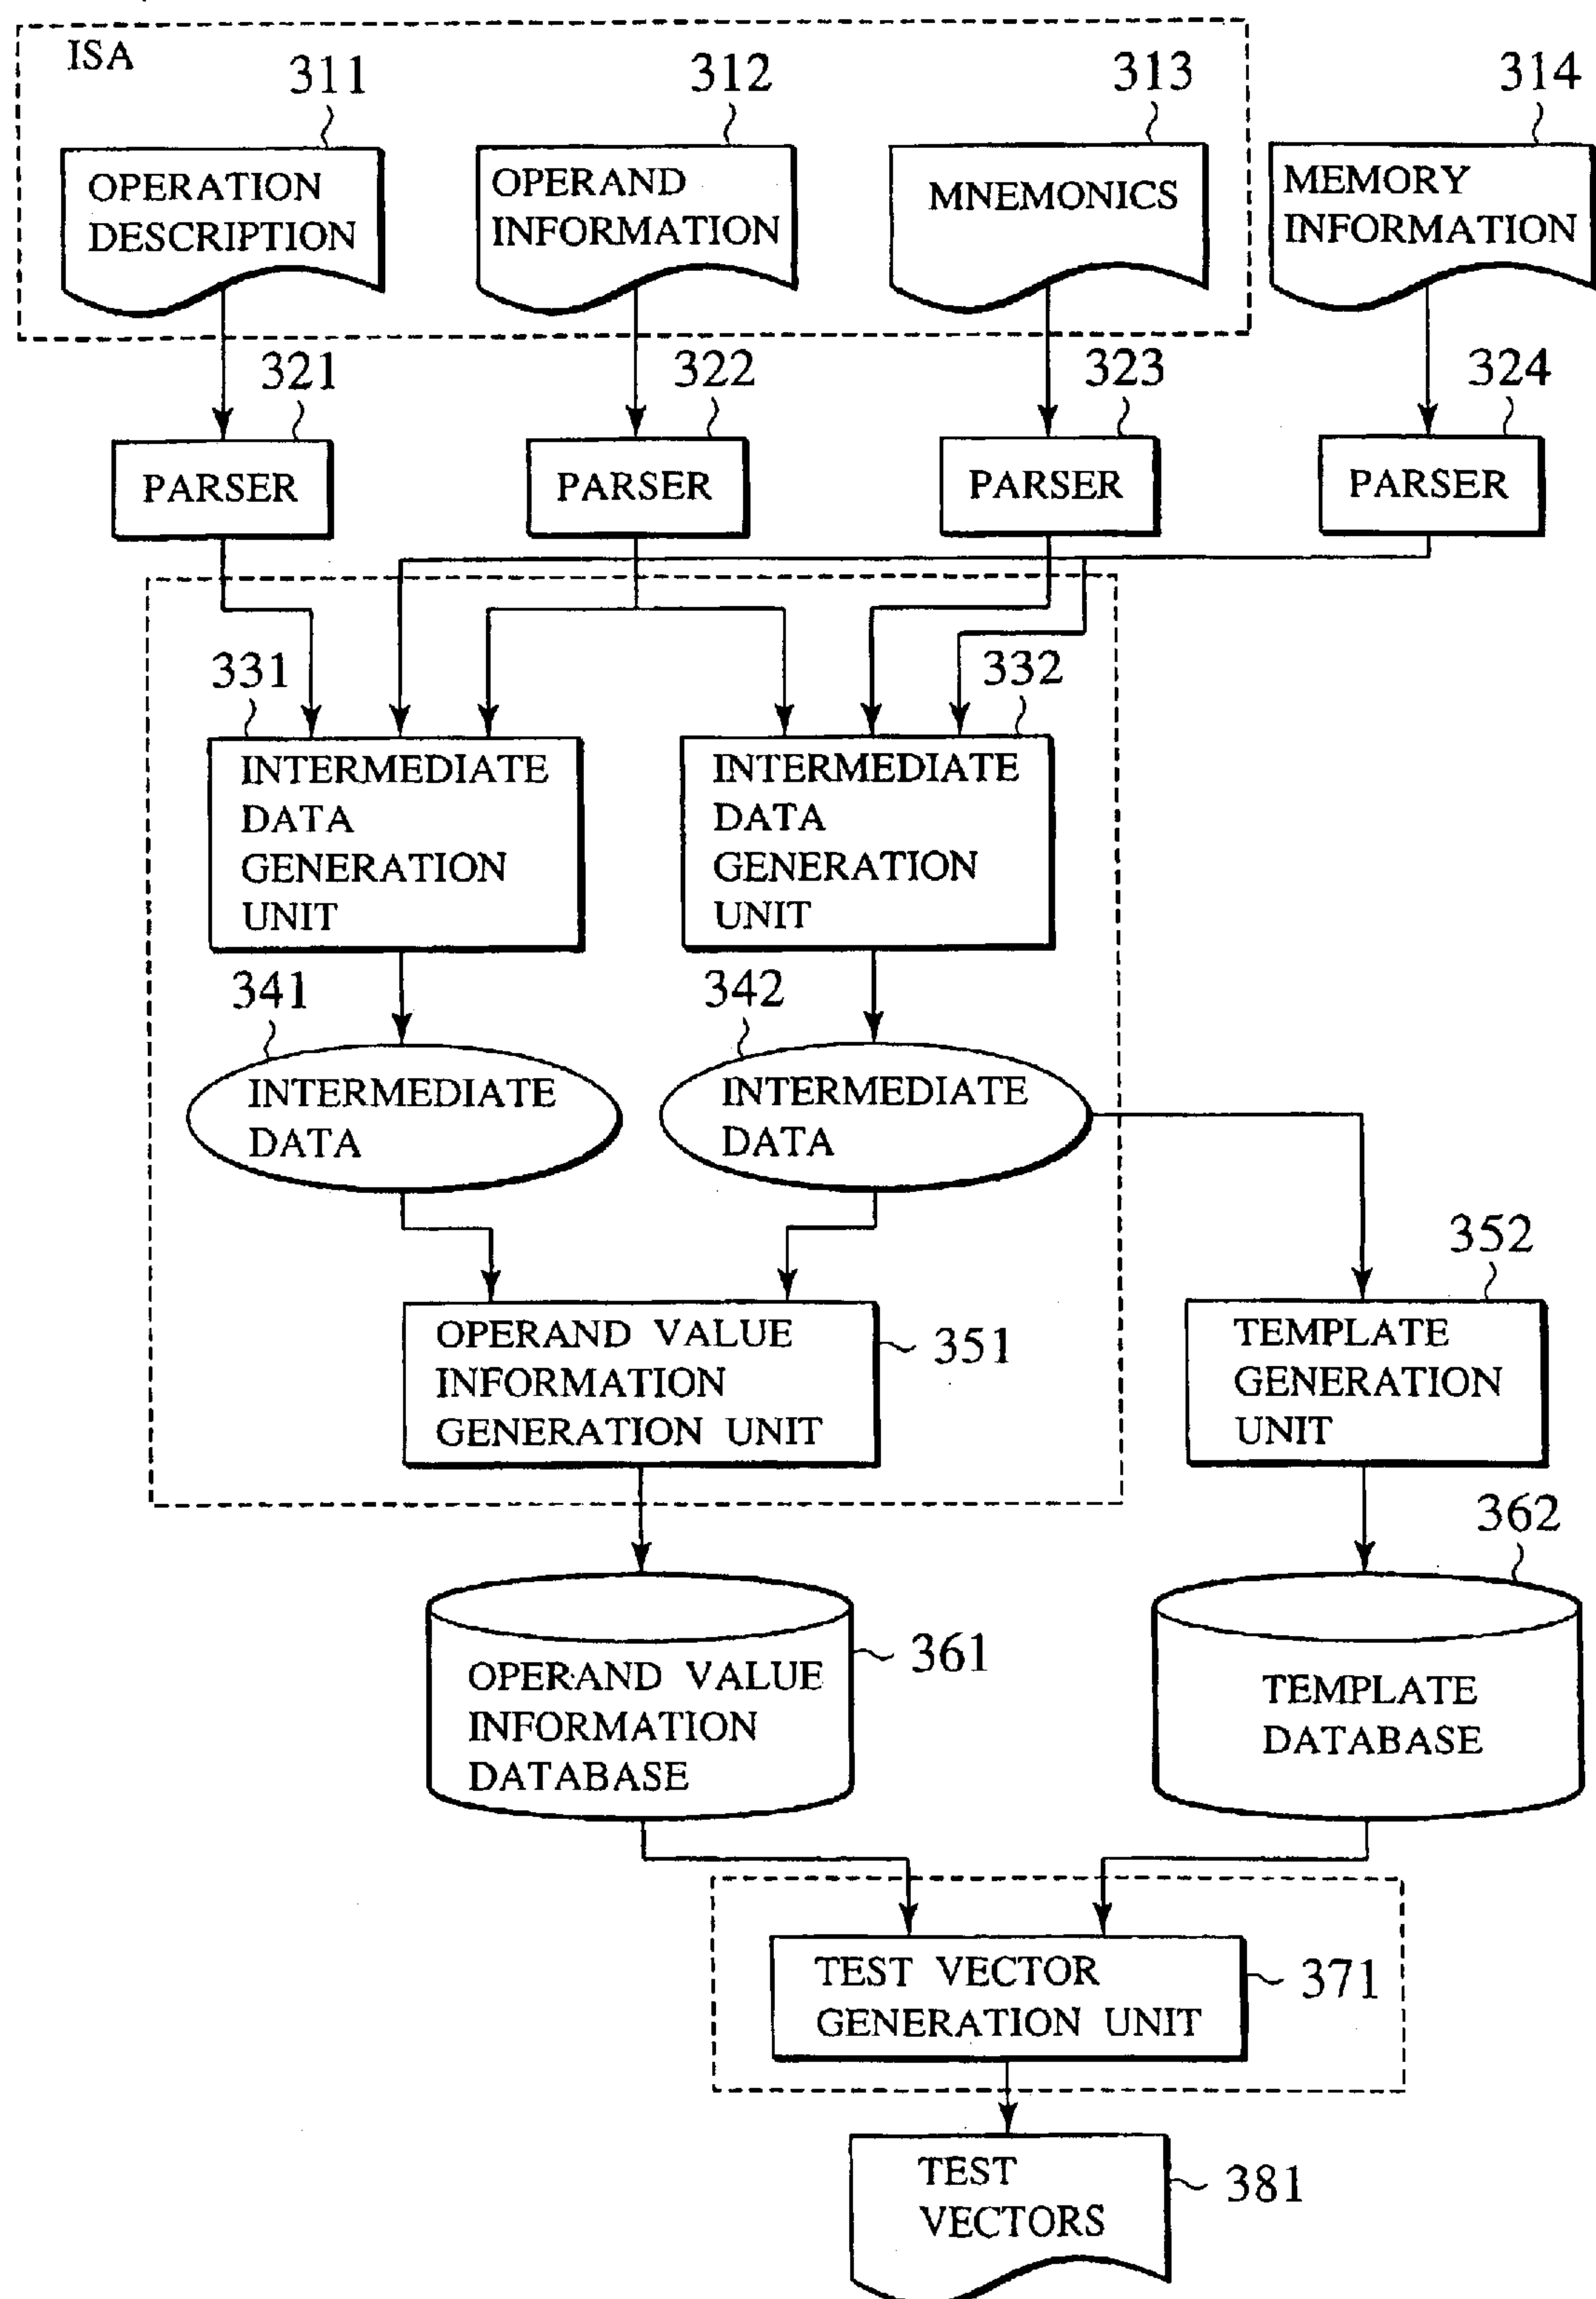 ISA
311
312
313
314
OPERATION
DESCRIPTION
OPERAND
INFORMATION
MNEMONICS
MEMORY
INFORMATION
321
322
323
324
PARSER
PARSER
PARSER
PARSER
331
332
INTERMEDIATE
DATA
GENERATION
UNIT
INTERMEDIATE
DATA
GENERATION
UNIT
341
342
INTERMEDIATE
DATA
INTERMEDIATE
DATA
352
OPERAND VALUE
INFORMATION
GENERATION UNIT
351
TEMPLATE
GENERATION
UNIT
362
OPERAND VALUE
INFORMATION
DATABASE
361
TEMPLATE
DATABASE
TEST VECTOR
GENERATION UNIT
371
TEST
VECTORS
381